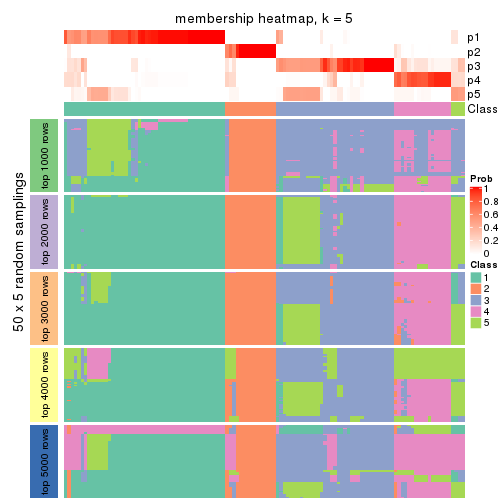 membership heatmap, k = 5
p1
p2
p3
p4
p5
Class
50 x 5 random samplings
top 1000 rows
top 2000 rows
top 3000 rows
top 4000 rows
top 5000 rows
Prob
1
0.8
0.6
0.4
0.2
0
Class
1
2
3
4
5